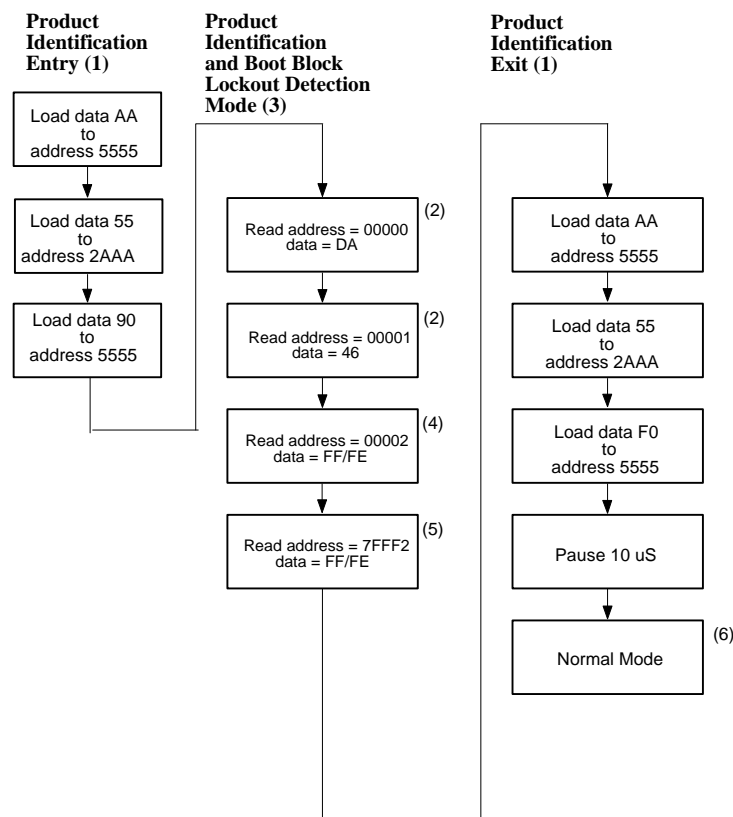 Product
Identification
Entry (1)
Load data AA
to
address 5555
Load data 55
to
address 2AAA
Load data 90
to
address 5555
Product
Identification
and Boot Block
Lockout Detection
Mode (3)
Read address = 00000
data = DA
(2)
Read address = 00001
data = 46
(2)
Read address = 00002
data = FF/FE
(4)
Read address = 7FFF2
data = FF/FE
(5)
Product
Identification
Exit (1)
Load data AA
to
address 5555
Load data 55
to
address 2AAA
Load data F0
to
address 5555
Pause 10 uS
Normal Mode
(6)